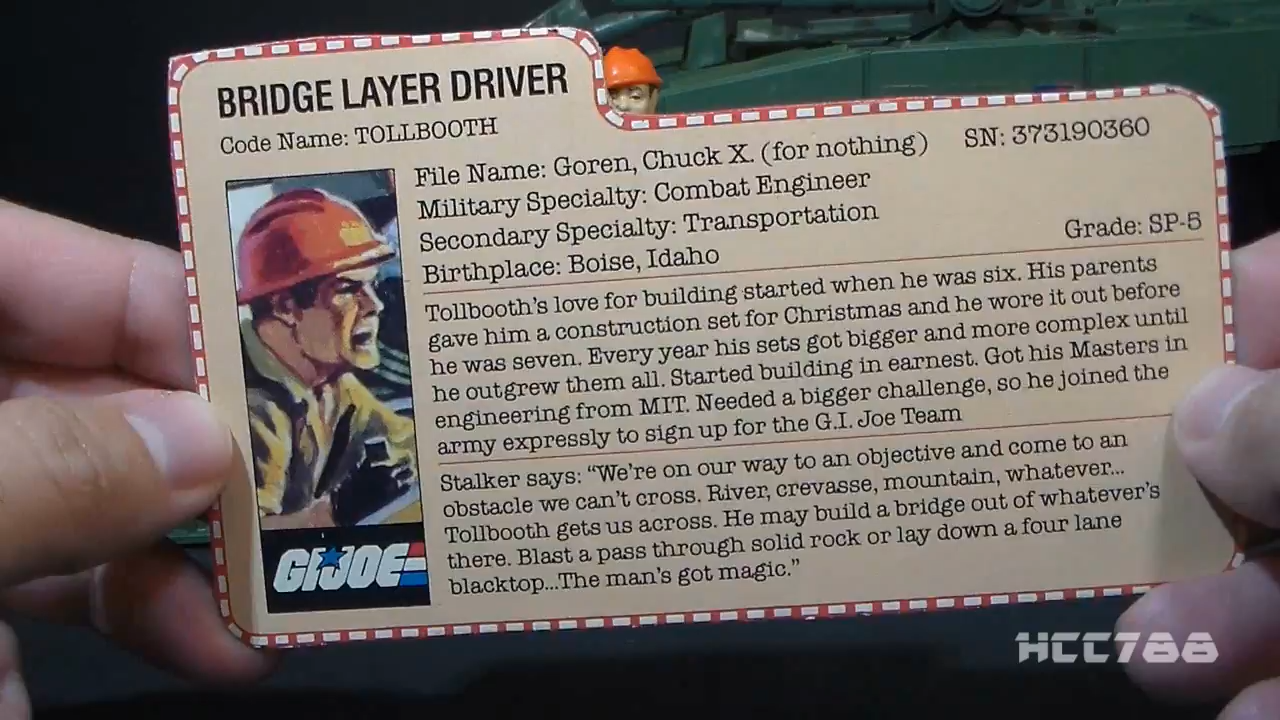 BRIDGE LAYER DRIVER
Code Name: TOLLBOOTH
File Name: Goren, Chuck X. (for nothing) SN: 373190360
Military Specialty: Combat Engineer
Secondary Specialty: Transportation
Birthplace: Boise, Idaho Grade: SP-5
Tollbooth's love for building started when he was six. His parents
gave him a construction set for Christmas and he wore it out before
he was seven. Every year his sets got bigger and more complex until
he outgrew them all. Started building in earnest. Got his Masters in
engineering from MIT. Needed a bigger challenge, so he joined the
army expressly to sign up for the G.I. Joe Team
Stalker says: “We're on our way to an objective and come to an
obstacle we can't cross. River, crevasse, mountain, whatever...
Tollbooth gets us across. He may build a bridge out of whatever's
there. Blast a pass through solid rock or lay down a four lane
blacktop...The man's got magic.”
GI JOE
HCC788